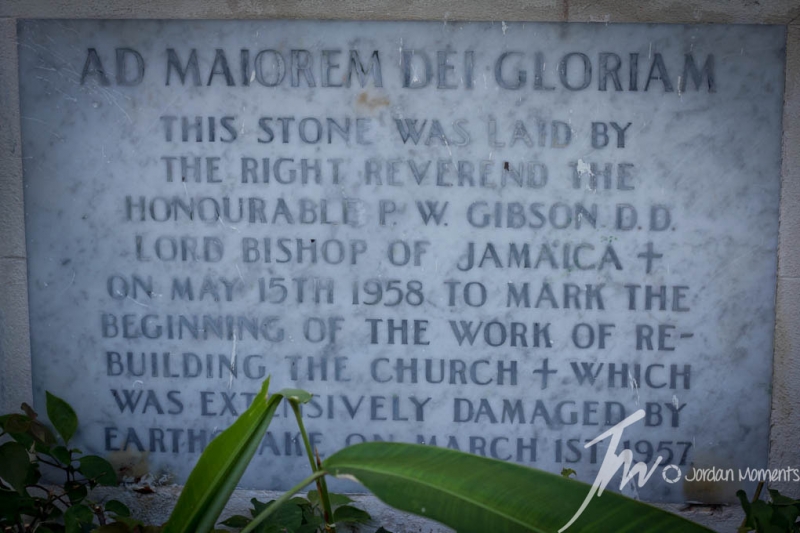 AD MAIOREM DEI GLORIAM
THIS STONE WAS LAID BY
THE RIGHT REVEREND THE
HONOURABLE P. W. GIBSON D.D.
LORD BISHOP OF JAMAICA ✝
ON MAY 15TH 1958 TO MARK THE
BEGINNING OF THE WORK OF RE-
BUILDING THE CHURCH ✝ WHICH
WAS EXTENSIVELY DAMAGED BY
EARTHQUAKE ON MARCH 1ST 1957
Jordan Moments